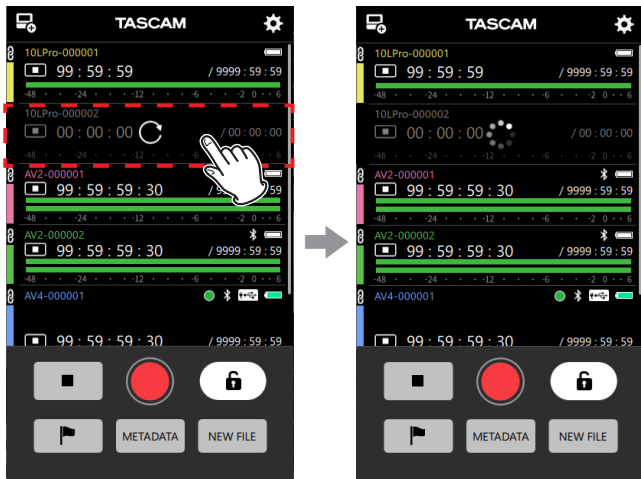 TASCAM
10LPro-000001
99 : 59 : 59 / 9999 : 59 : 59
-48 -24 -12 -6 -2 0 6
10LPro-000002
00 : 00 : 00 / 00 : 00 : 00
-48 -24 -12 -6 -2 0 6
AV2-000001
99 : 59 : 59 : 30 59 : 59
-48 -24 -12 -6 -2 0 6
AV2-000002
99 : 59 : 59 : 30 / 9999 : 59 : 59
-48 -24 -12 -6 -2 0 6
AV4-000001
99 : 59 : 59 : 30 / 9999 : 59 : 59
METADATA
NEW FILE
TASCAM
10LPro-000001
99 : 59 : 59 / 9999 : 59 : 59
-48 -24 -12 -6 -2 0 6
10LPro-000002
00 : 00 : 00 / 00 : 00 : 00
-48 -24 -12 -6 -2 0 6
AV2-000001
99 : 59 : 59 : 30 / 9999 : 59 : 59
-48 -24 -12 -6 -2 0 6
AV2-000002
99 : 59 : 59 : 30 / 9999 : 59 : 59
-48 -24 -12 -6 -2 0 6
AV4-000001
99 : 59 : 59 : 30 / 9999 : 59 : 59
METADATA
NEW FILE